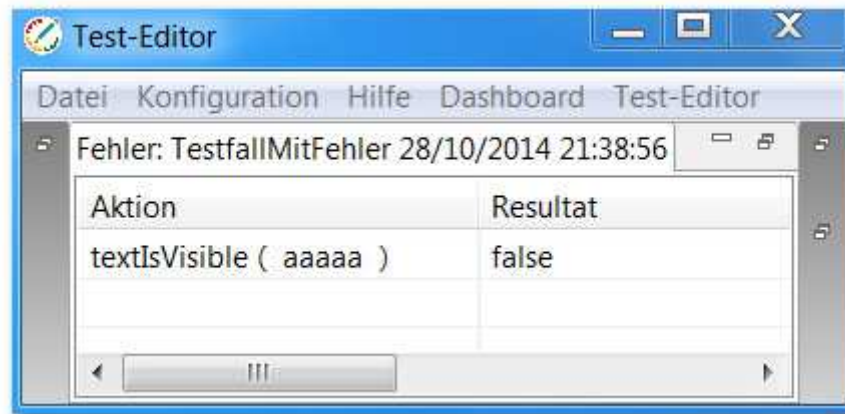 Test-Editor
Datei Konfiguration Hilfe Dashboard Test-Editor
Fehler: TestfallMitFehler 28/10/2014 21:38:56
Aktion Resultat
textIsVisible ( aaaaa ) false